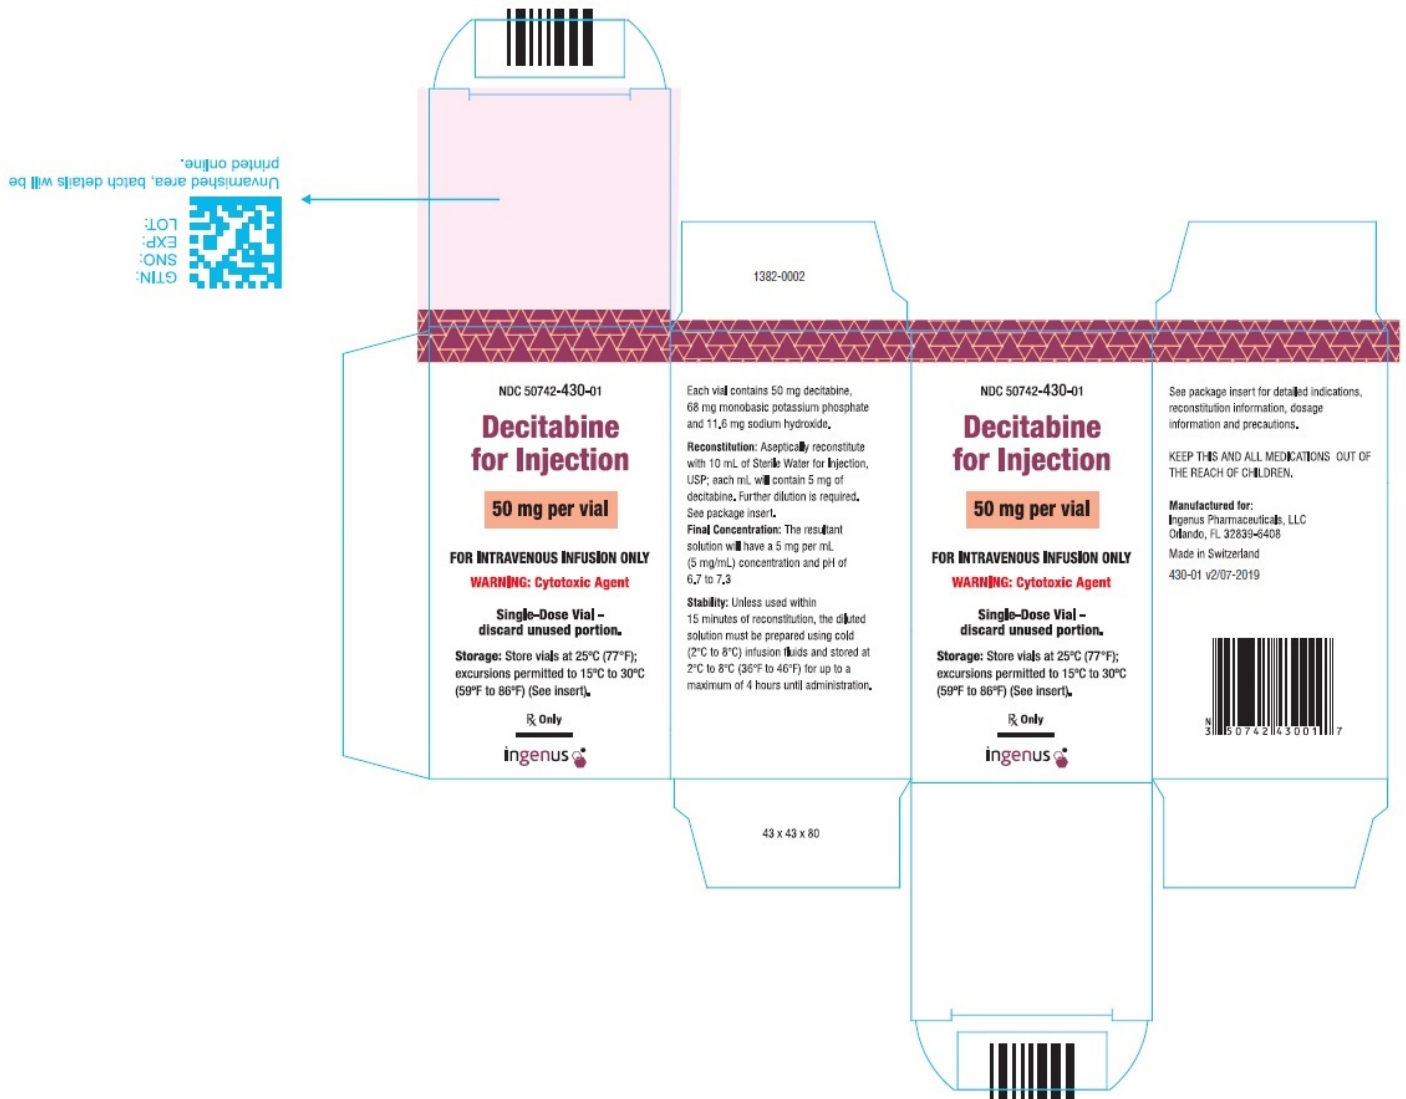 Unvarnished area, batch details will be
printed online.
GTIN:
SNO:
EXP:
LOT:
1382-0002
NDC 50742-430-01
Decitabine
for Injection
50 mg per vial
FOR INTRAVENOUS INFUSION ONLY
WARNING: Cytotoxic Agent
Single–Dose Vial –
discard unused portion.
Storage: Store vials at 25°C (77°F);
excursions permitted to 15°C to 30°C
(59°F to 86°F) (See insert).
℞ Only
ingenus
Each vial contains 50 mg decitabine,
68 mg monobasic potassium phosphate
and 11.6 mg sodium hydroxide.
Reconstitution: Aseptically reconstitute
with 10 mL of Sterile Water for Injection,
USP; each mL will contain 5 mg of
decitabine. Further dilution is required.
See package insert.
Final Concentration: The resultant
solution will have a 5 mg per mL
(5 mg/mL) concentration and pH of
6.7 to 7.3
Stability: Unless used within
15 minutes of reconstitution, the diluted
solution must be prepared using cold
(2°C to 8°C) infusion fluids and stored at
2°C to 8°C (36°F to 46°F) for up to a
maximum of 4 hours until administration.
43 x 43 x 80
NDC 50742-430-01
Decitabine
for Injection
50 mg per vial
FOR INTRAVENOUS INFUSION ONLY
WARNING: Cytotoxic Agent
Single–Dose Vial –
discard unused portion.
Storage: Store vials at 25°C (77°F);
excursions permitted to 15°C to 30°C
(59°F to 86°F) (See insert).
℞ Only
ingenus
See package insert for detailed indications,
reconstitution information, dosage
information and precautions.
KEEP THIS AND ALL MEDICATIONS OUT OF
THE REACH OF CHILDREN.
Manufactured for:
Ingenus Pharmaceuticals, LLC
Orlando, FL 32839-6408
Made in Switzerland
430-01 v2/07-2019
N
3 50742 43001 7